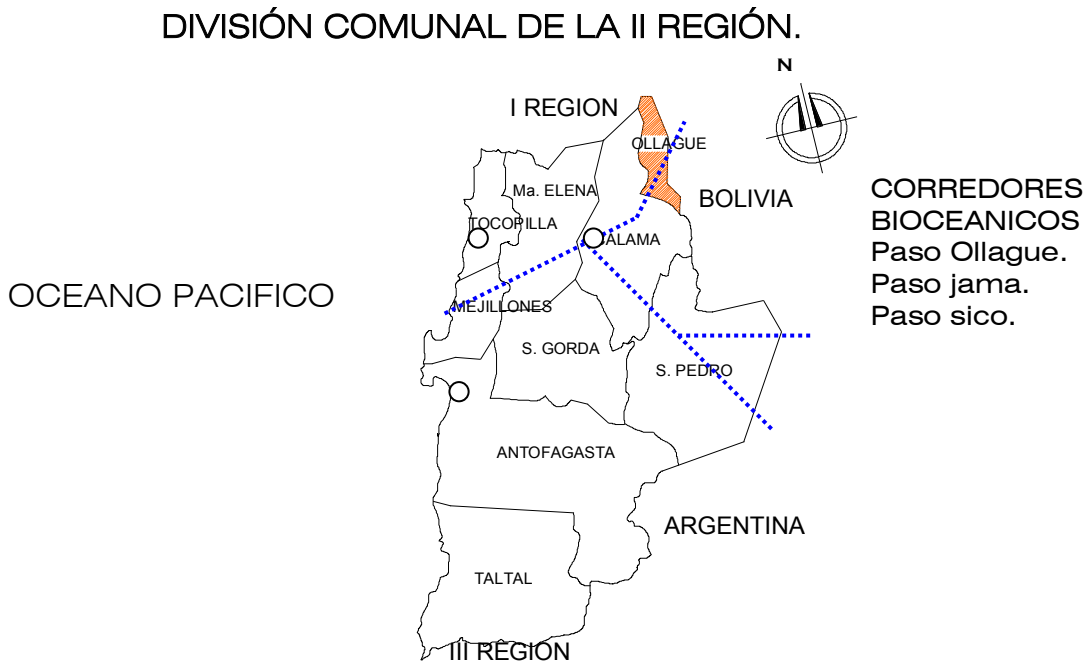 DIVISIÓN COMUNAL DE LA II REGIÓN.
N
I REGION
OLLAGUE
Ma. ELENA
BOLIVIA
TOCOPILLA
CALAMA
CORREDORES
BIOCEANICOS
Paso Ollague.
Paso jama.
Paso sico.
OCEANO PACIFICO
MEJILLONES
S. GORDA
S. PEDRO
ANTOFAGASTA
ARGENTINA
TALTAL
III REGION